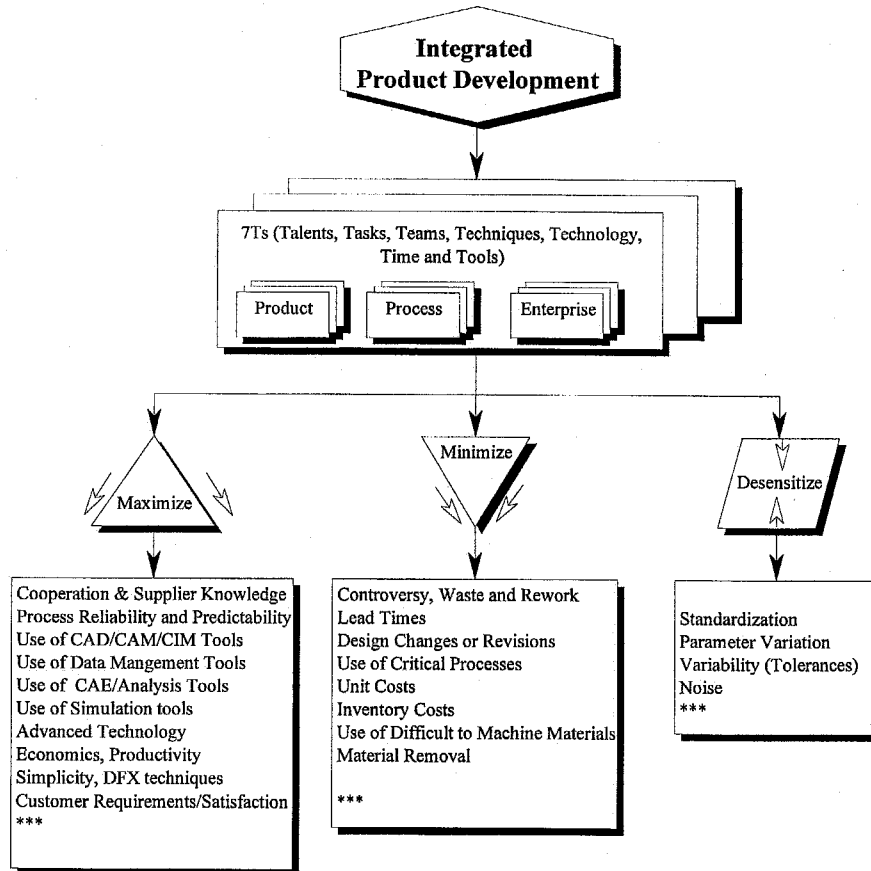 Integrated
Product Development
7Ts (Talents, Tasks, Teams, Techniques, Technology,
Time and Tools)
Product
Process
Enterprise
Maximize
Minimize
Desensitize
Cooperation & Supplier Knowledge
Process Reliability and Predictability
Use of CAD/CAM/CIM Tools
Use of Data Mangement Tools
Use of CAE/Analysis Tools
Use of Simulation tools
Advanced Technology
Economics, Productivity
Simplicity, DFX techniques
Customer Requirements/Satisfaction
***
Controversy, Waste and Rework
Lead Times
Design Changes or Revisions
Use of Critical Processes
Unit Costs
Inventory Costs
Use of Difficult to Machine Materials
Material Removal
***
Standardization
Parameter Variation
Variability (Tolerances)
Noise
***